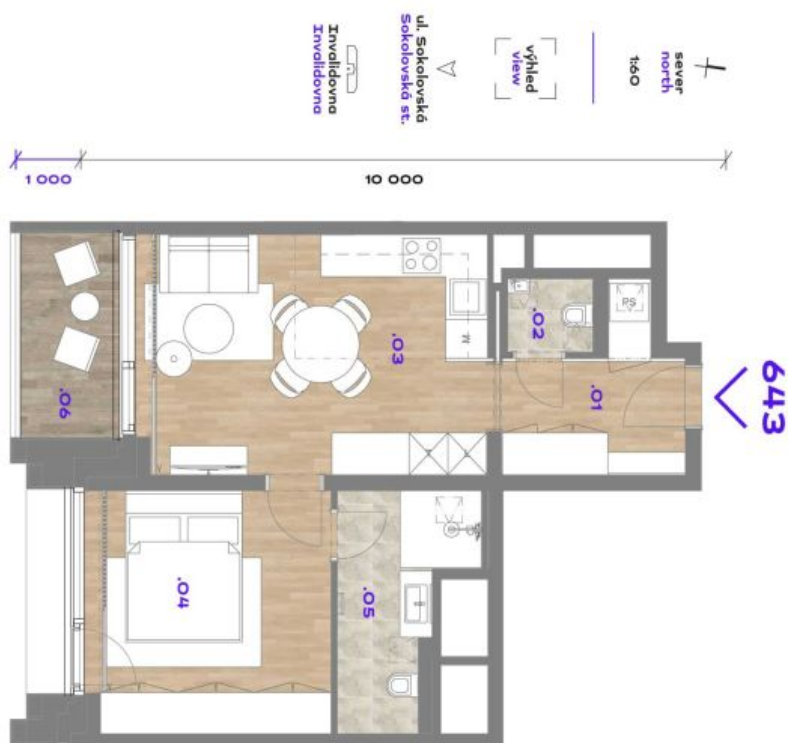 sever
north
1:60
výhled
view
ul. Sokolovská
Sokolovská st.
Invalidovna
Invalidovna
1 000
10 000
643
.01
.02
.03
.04
.05
.06
PS